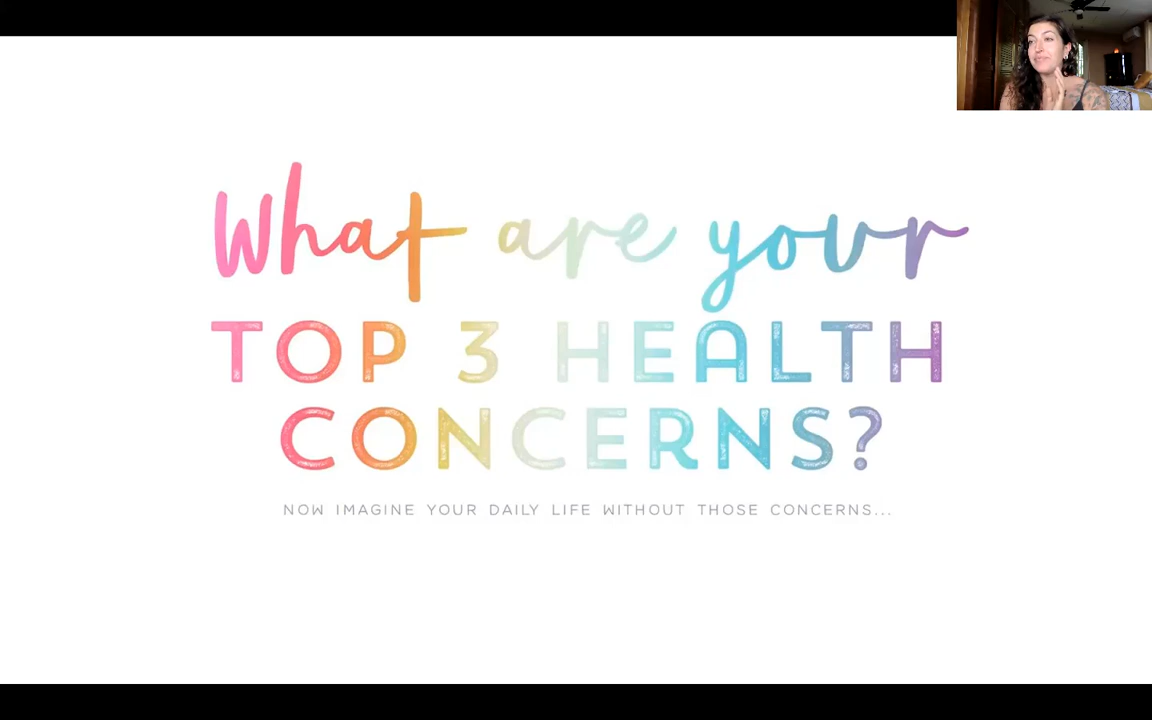 What are your
TOP 3 HEALTH
CONCERNS?
NOW IMAGINE YOUR DAILY LIFE WITHOUT THOSE CONCERNS...